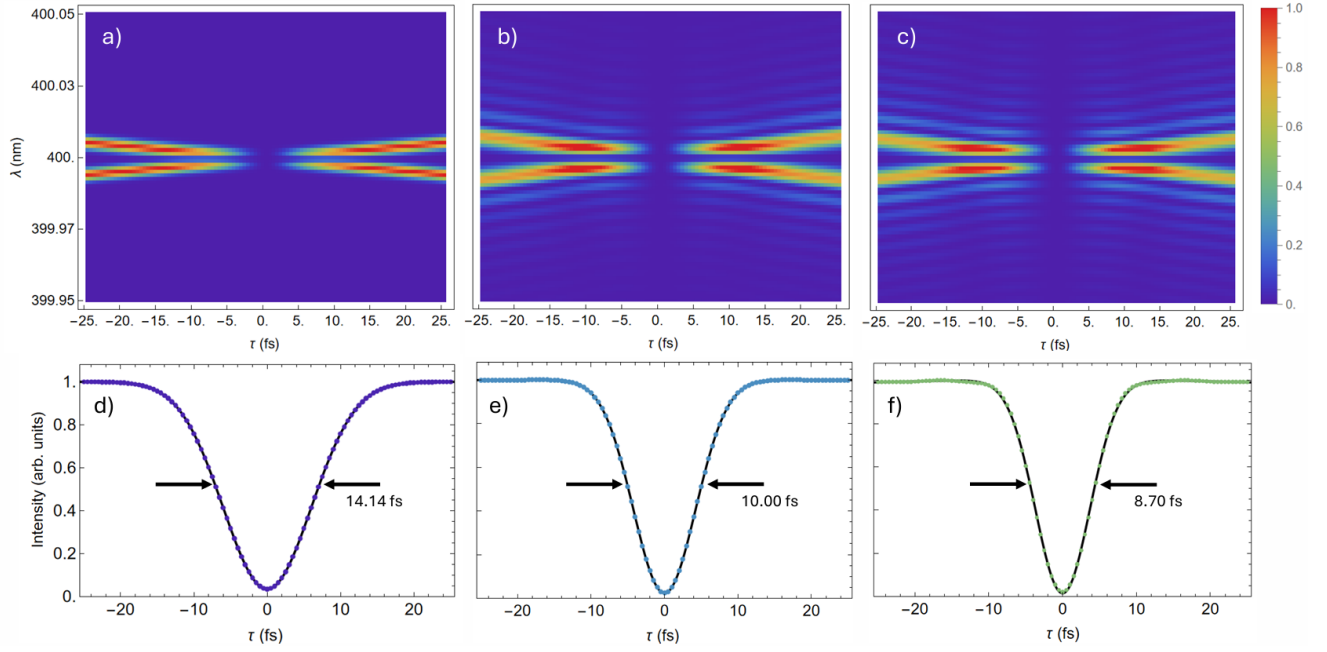 a)
b)
c)
400.05
400.03
400.
399.97
399.95
λ (nm)
−25. −20. −15. −10. −5. 0. 5. 10. 15. 20. 25.
τ (fs)
−25. −20. −15. −10. −5. 0. 5. 10. 15. 20. 25.
τ (fs)
−25. −20. −15. −10. −5. 0. 5. 10. 15. 20. 25.
τ (fs)
1.0
0.8
0.6
0.4
0.2
0.
d)
e)
f)
1.
0.8
0.6
0.4
0.2
0.
Intensity (arb. units)
14.14 fs
10.00 fs
8.70 fs
−20 −10 0 10 20
τ (fs)
−20 −10 0 10 20
τ (fs)
−20 −10 0 10 20
τ (fs)